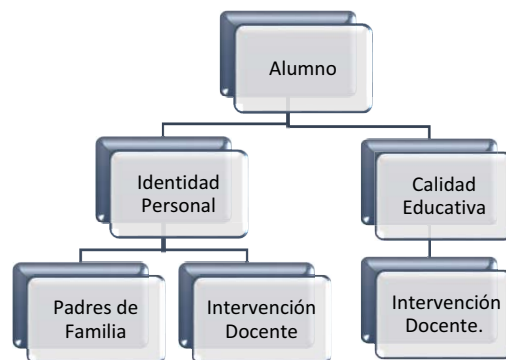 Alumno
Identidad
Personal
Calidad
Educativa
Padres de
Familia
Intervención
Docente
Intervención
Docente.